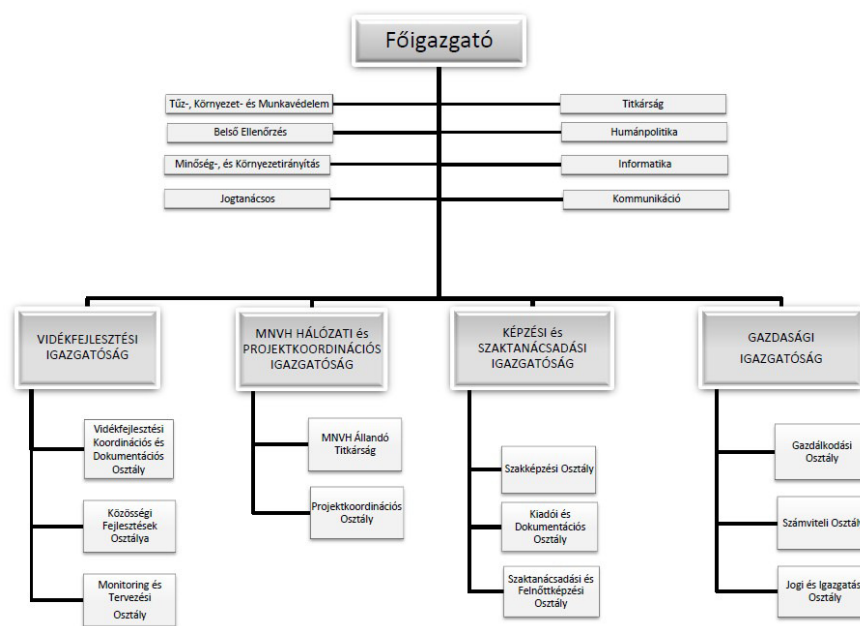 Főigazgató
Tűz-, Környezet- és Munkavédelem
Titkárság
Belső Ellenőrzés
Humánpolitika
Minőség-, és Környezetirányítás
Informatika
Jogtanácsos
Kommunikáció
VIDÉKFEJLESZTÉSI
IGAZGATÓSÁG
MNVH HÁLÓZATI és
PROJEKTKOORDINÁCIÓS
IGAZGATÓSÁG
KÉPZÉSI és
SZAKTANÁCSADÁSI
IGAZGATÓSÁG
GAZDASÁGI
IGAZGATÓSÁG
Vidékfejlesztési
Koordinációs és
Dokumentációs
Osztály
Közösségi
Fejlesztések
Osztálya
Monitoring és
Tervezési
Osztály
MNVH Állandó
Titkárság
Projektkoordinációs
Osztály
Szakképzési Osztály
Kiadói és
Dokumentációs
Osztály
Szaktanácsadási és
Felnőttképzési
Osztály
Gazdálkodási
Osztály
Számviteli Osztály
Jogi és Igazgatás
Osztály